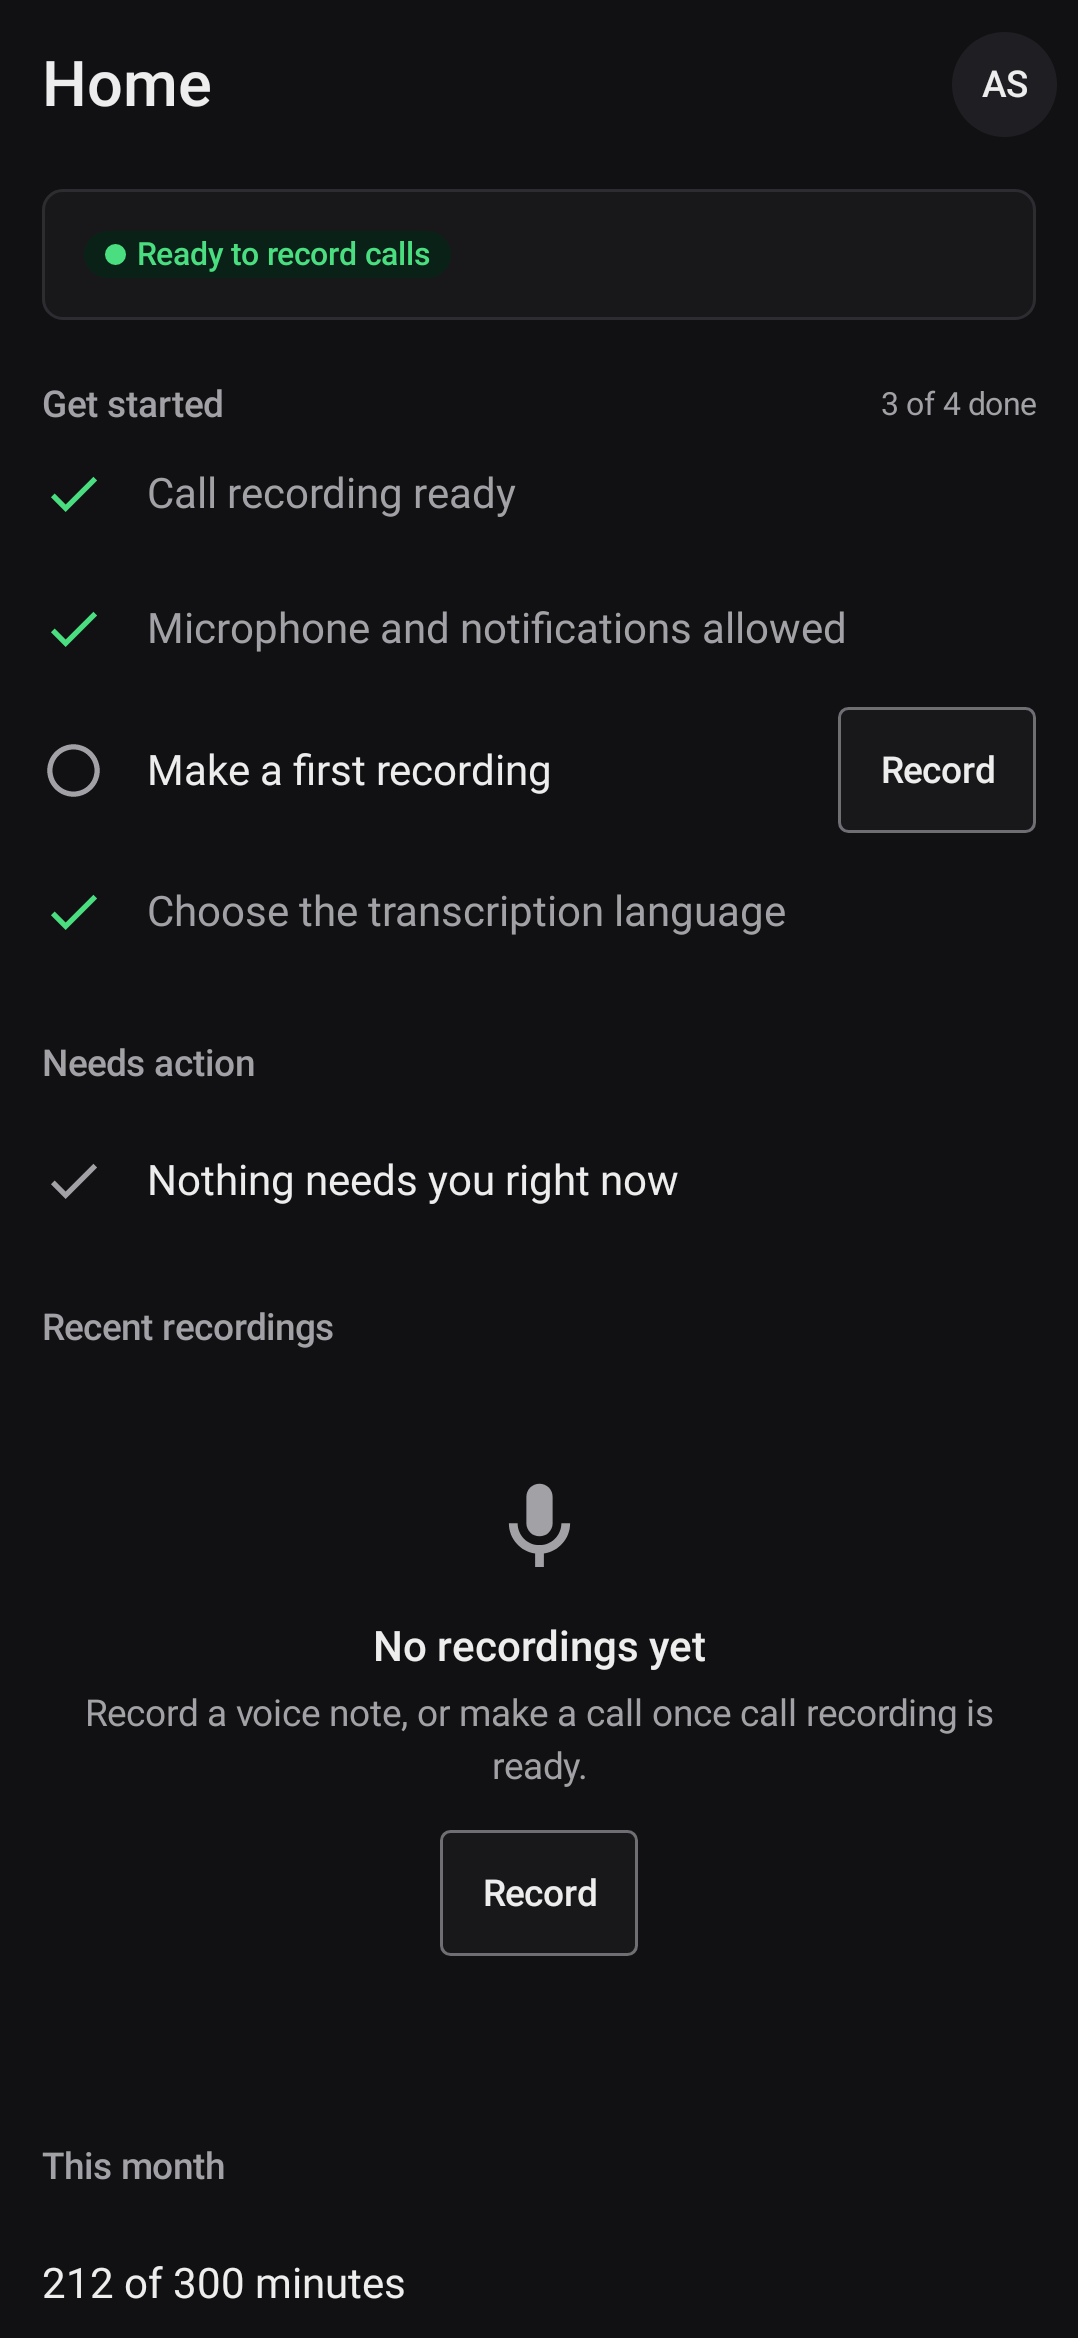 Home
AS
Ready to record calls
Get started
3 of 4 done
Call recording ready
Microphone and notifications allowed
Make a first recording
Record
Choose the transcription language
Needs action
Nothing needs you right now
Recent recordings
No recordings yet
Record a voice note, or make a call once call recording is
ready.
Record
This month
212 of 300 minutes